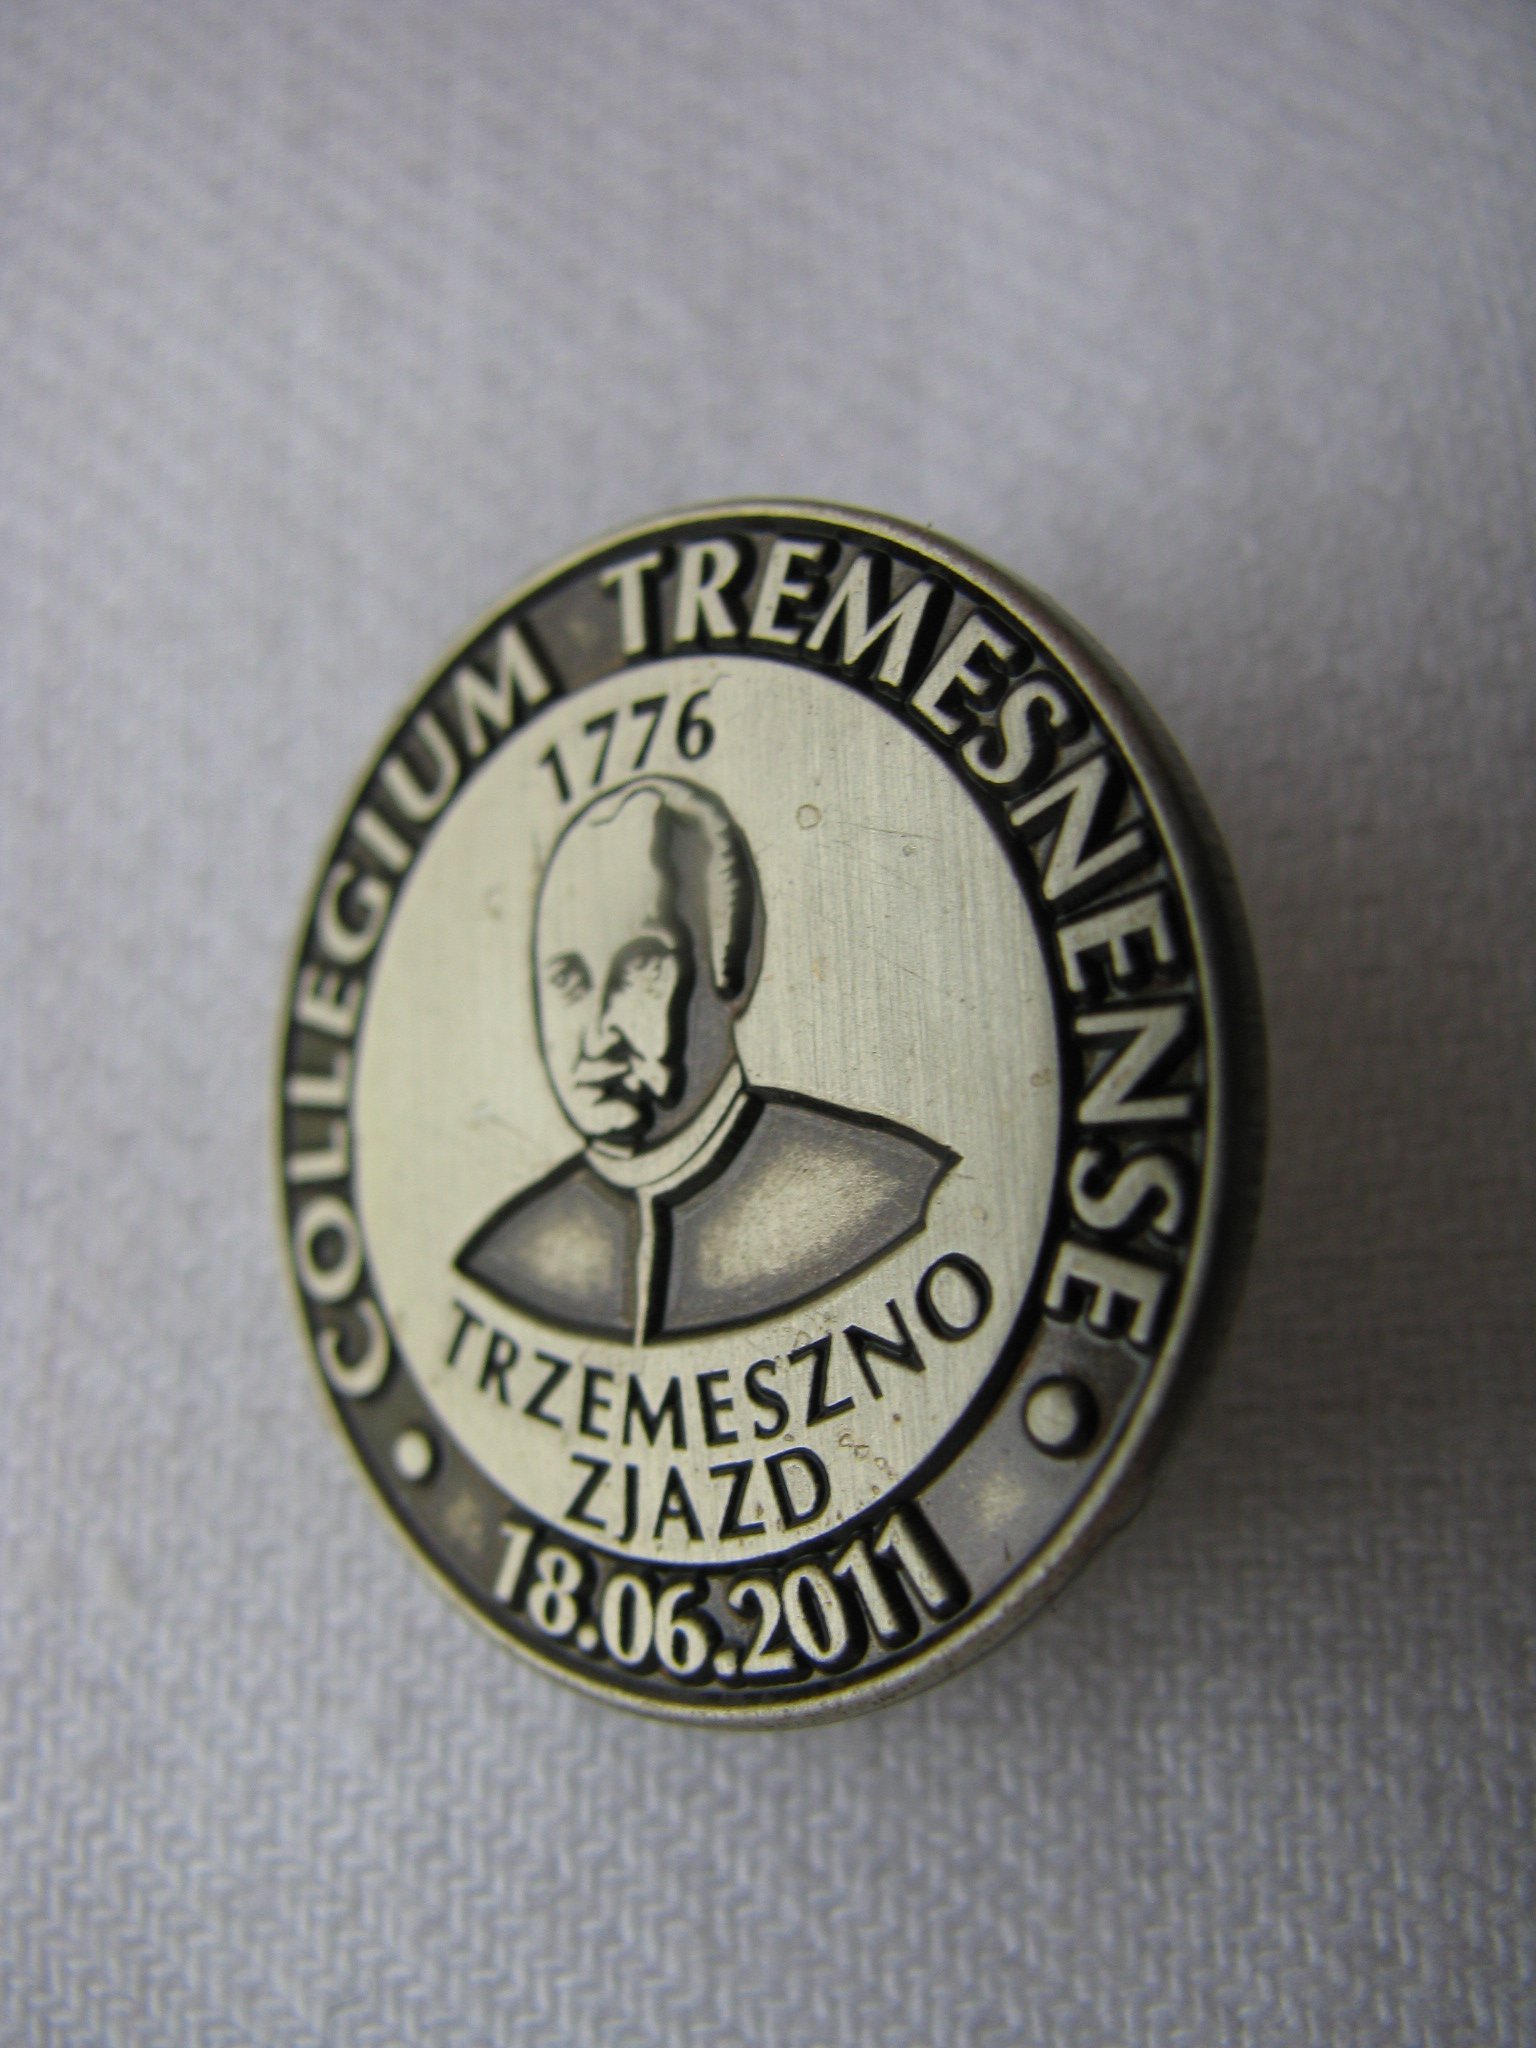 COLLEGIUM TREMESNENSE
1776
TRZEMESZNO
ZJAZD
18.06.2011